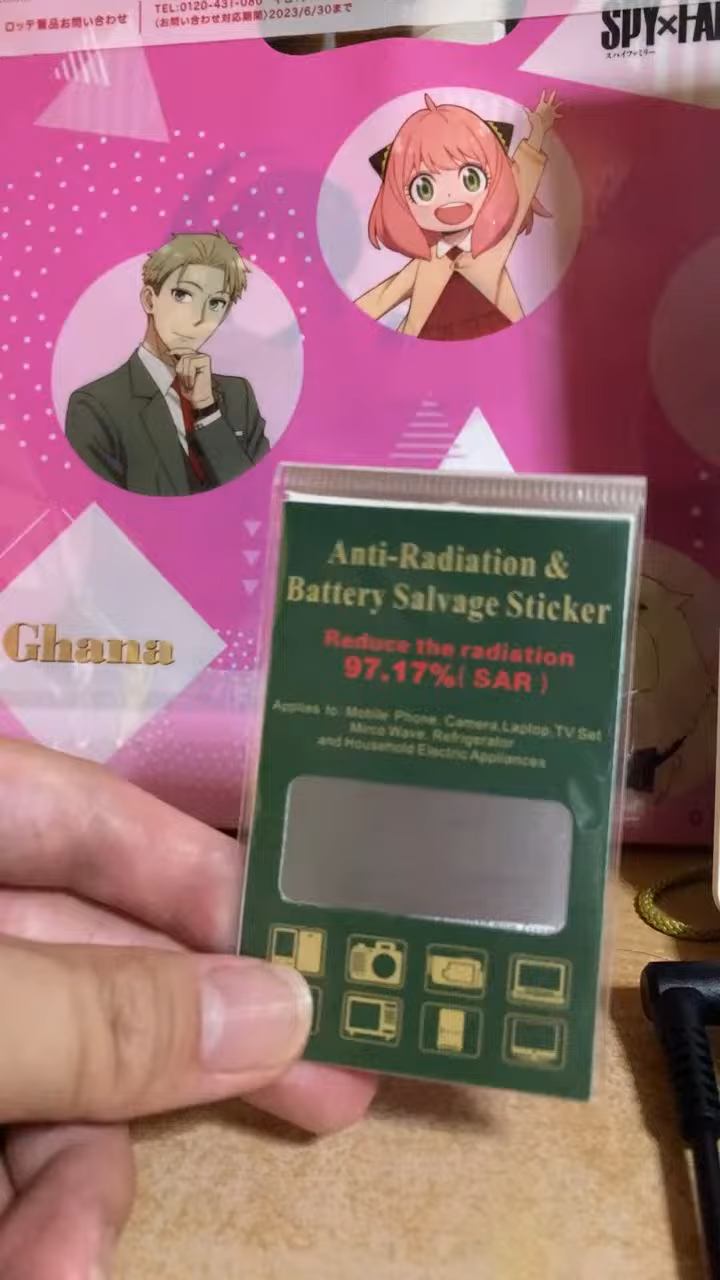 ロッテ賞品お問い合わせ
TEL:0120-431-080
(お問い合わせ対応期間)2023/6/30まで
SPY×FA
スパイファミリー
Ghana
Anti-Radiation &
Battery Salvage Sticker
Reduce the radiation
97.17%( SAR )
Applies to: Mobile Phone, Camera,Laptop,TV Set
Mirco Wave, Refrigerator
and Household Electric Appliances